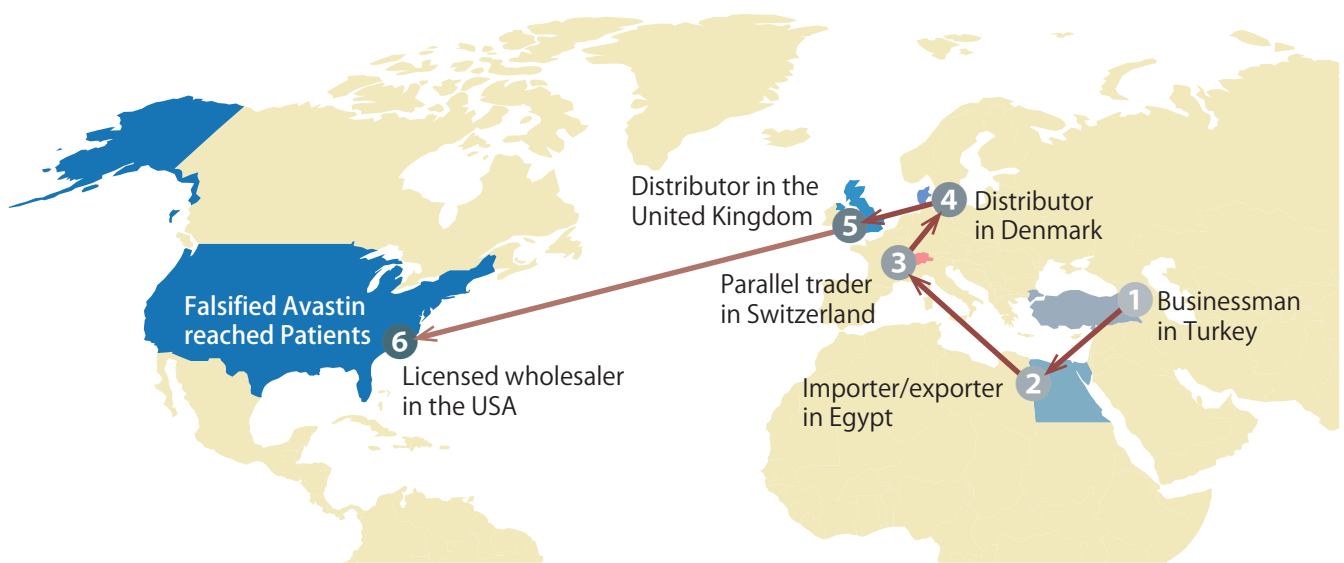 Distributor in the
United Kingdom
5
4
Distributor
in Denmark
3
Parallel trader
in Switzerland
1
Businessman
in Turkey
2
Importer/exporter
in Egypt
Falsified Avastin
reached Patients
6
Licensed wholesaler
in the USA